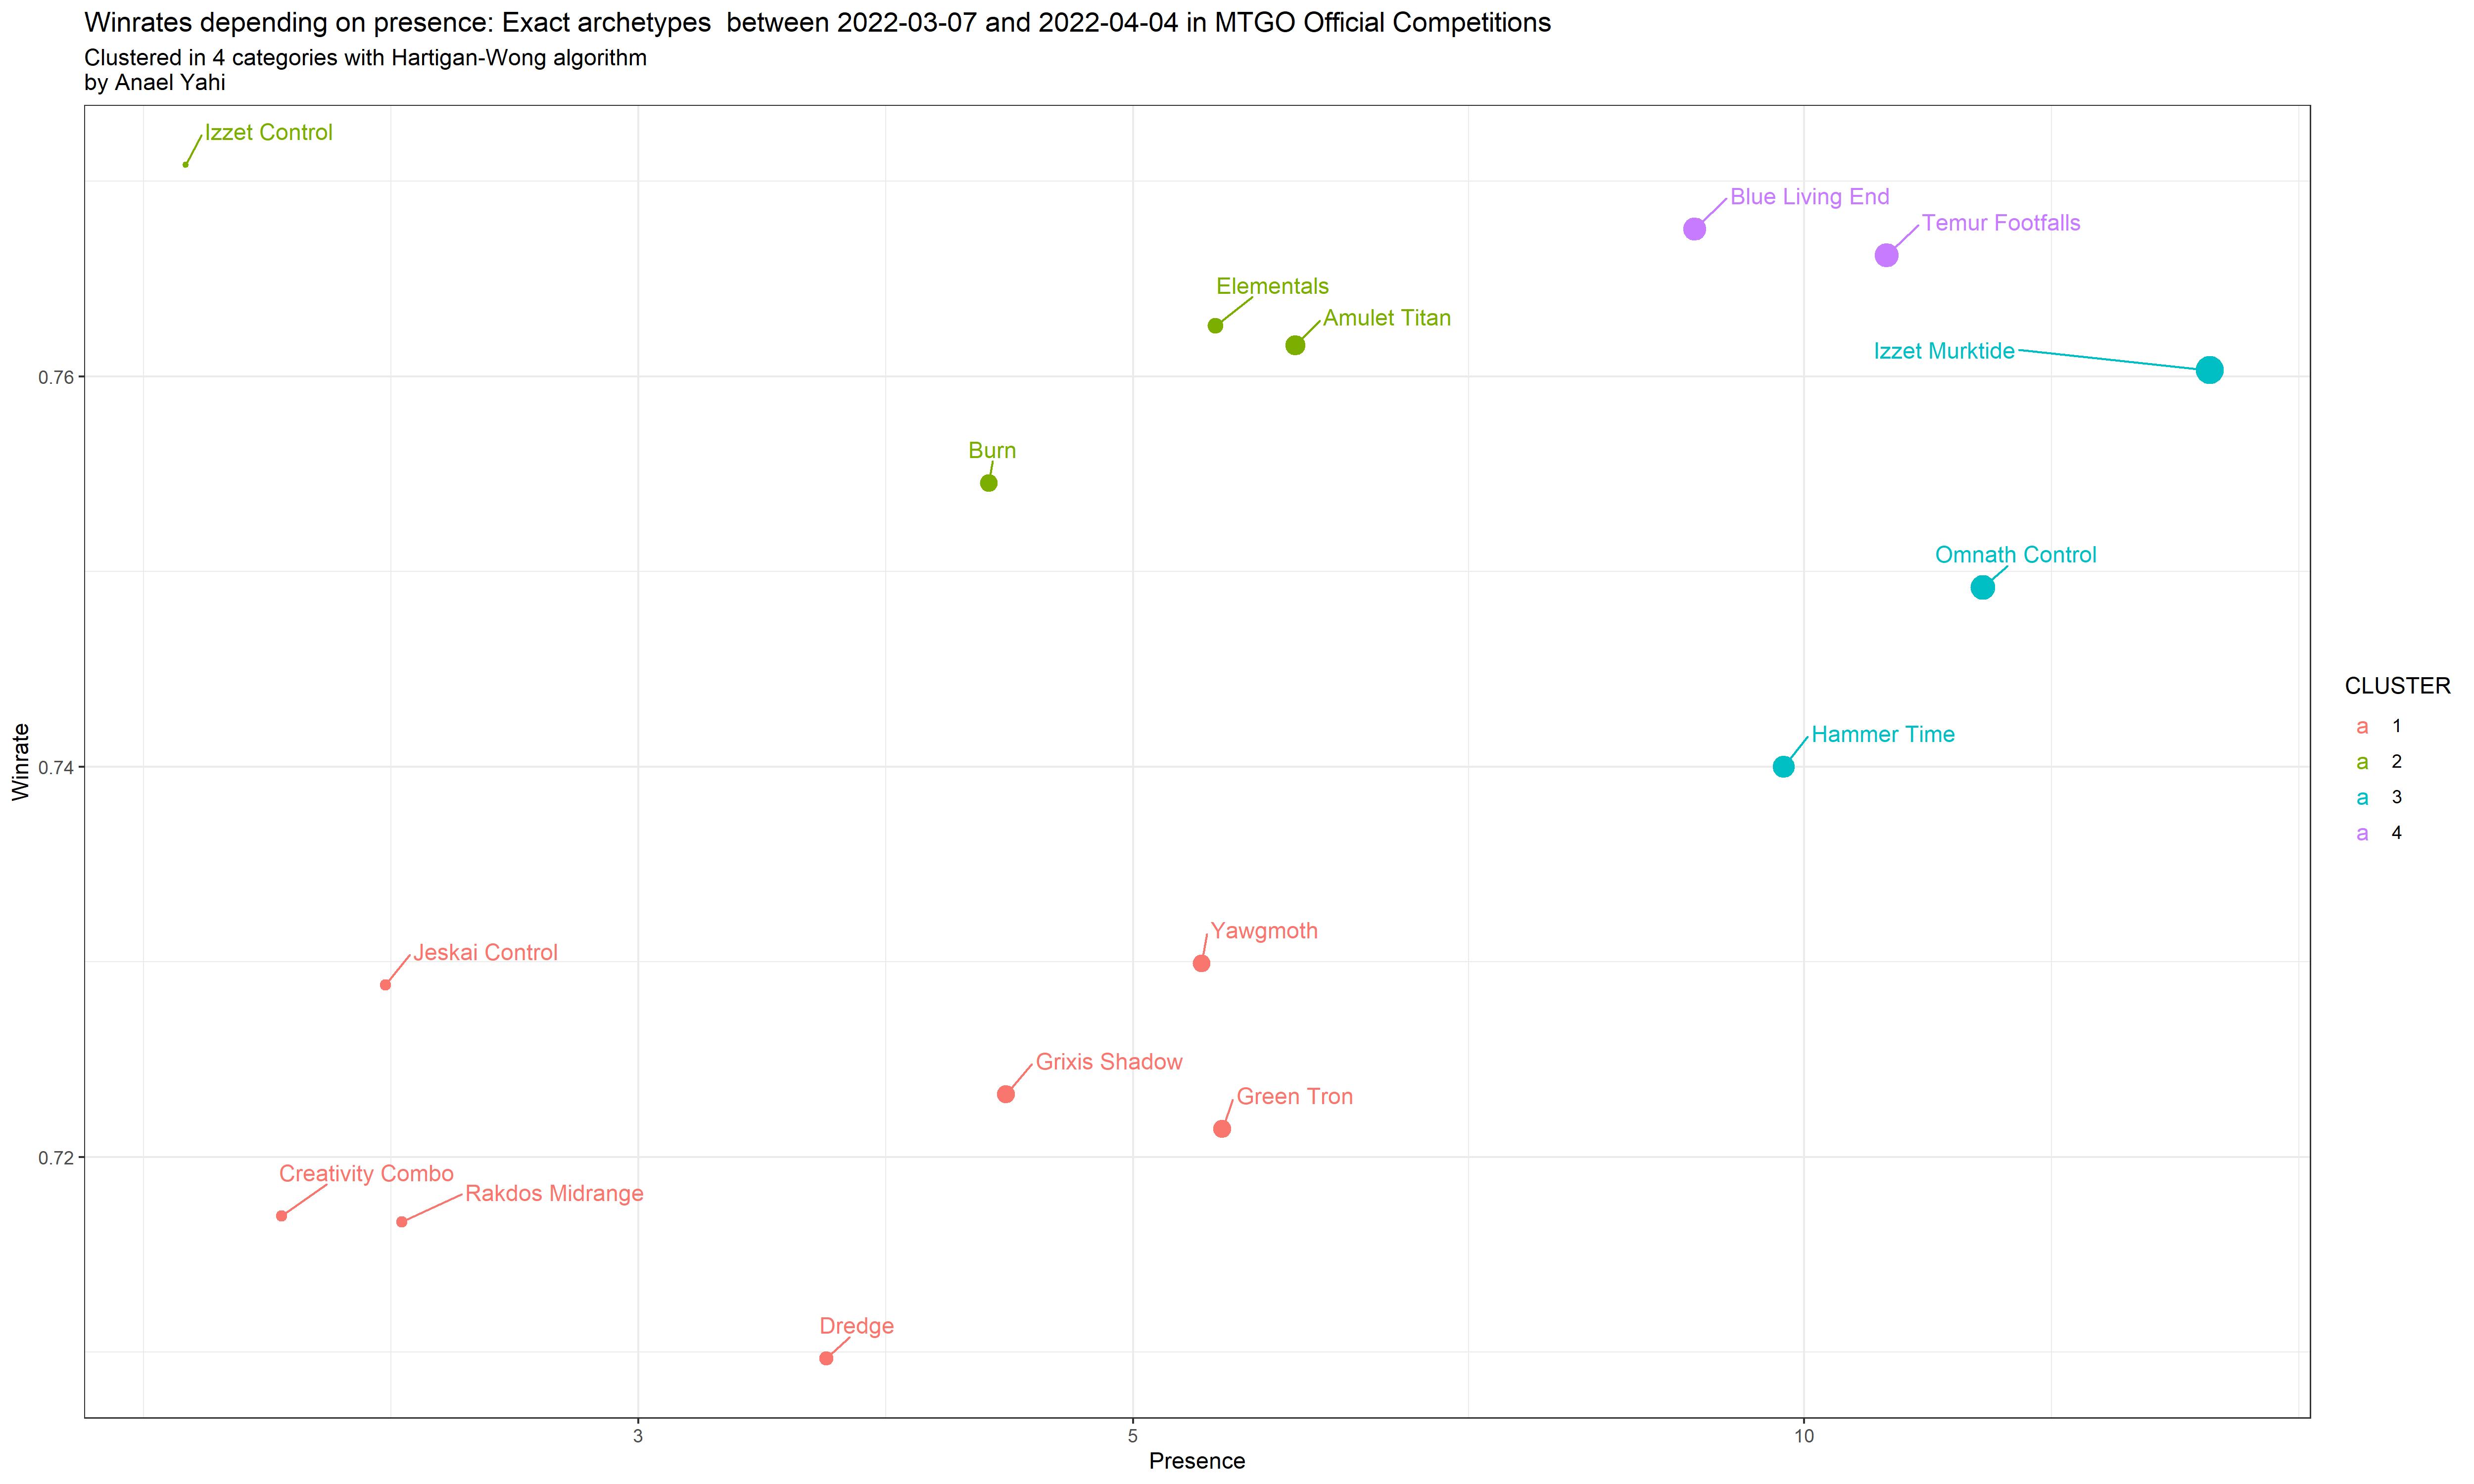 Winrates depending on presence: Exact archetypes  between 2022-03-07 and 2022-04-04 in MTGO Official Competitions
Clustered in 4 categories with Hartigan-Wong algorithm
by Anael Yahi
Izzet Control
Blue Living End
Temur Footfalls
Elementals
Amulet Titan
Izzet Murktide
0.76
Burn
Omnath Control
CLUSTER
a 1
a 2
a 3
a 4
Hammer Time
Winrate
0.74
Yawgmoth
Jeskai Control
Grixis Shadow
Green Tron
0.72
Creativity Combo
Rakdos Midrange
Dredge
3
5
10
Presence